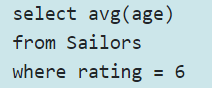 select avg(age)
from Sailors
where rating = 6